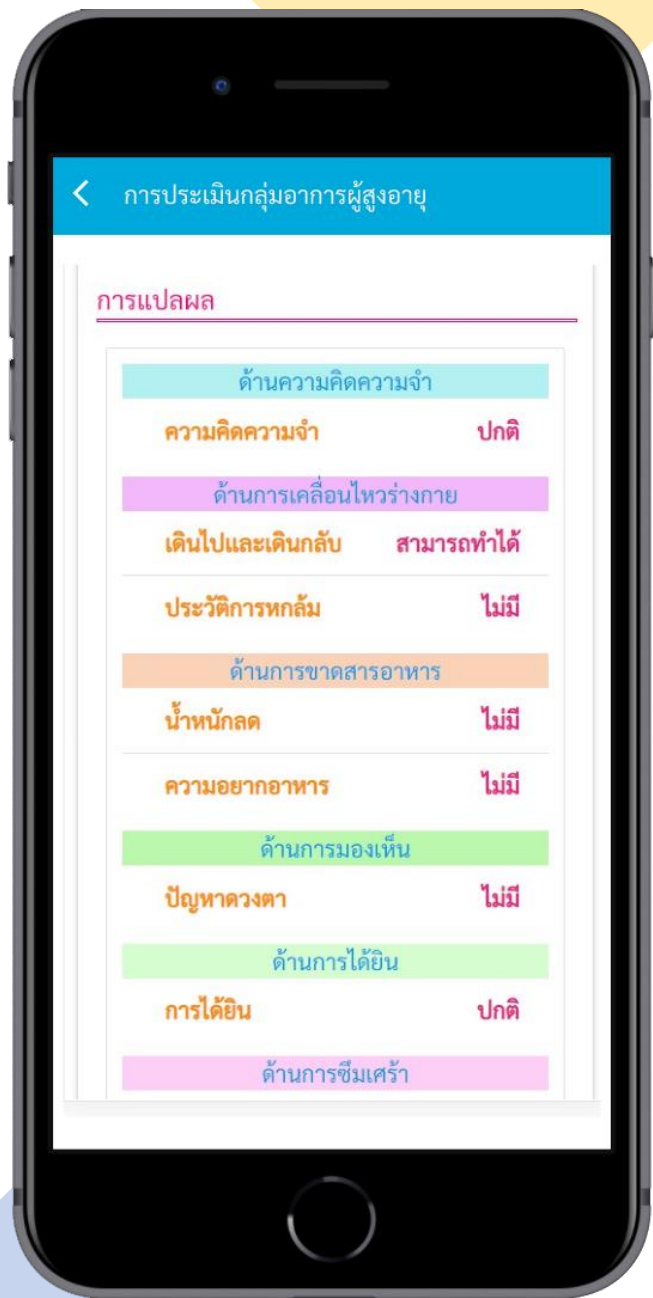 การประเมินกลุ่มอาการผู้สูงอายุ
การแปลผล
ด้านความคิดความจำ
ความคิดความจำ ปกติ
ด้านการเคลื่อนไหวร่างกาย
เดินไปและเดินกลับ สามารถทำได้
ประวัติการหกล้ม ไม่มี
ด้านการขาดสารอาหาร
น้ำหนักลด ไม่มี
ความอยากอาหาร ไม่มี
ด้านการมองเห็น
ปัญหาดวงตา ไม่มี
ด้านการได้ยิน
การได้ยิน ปกติ
ด้านการซึมเศร้า